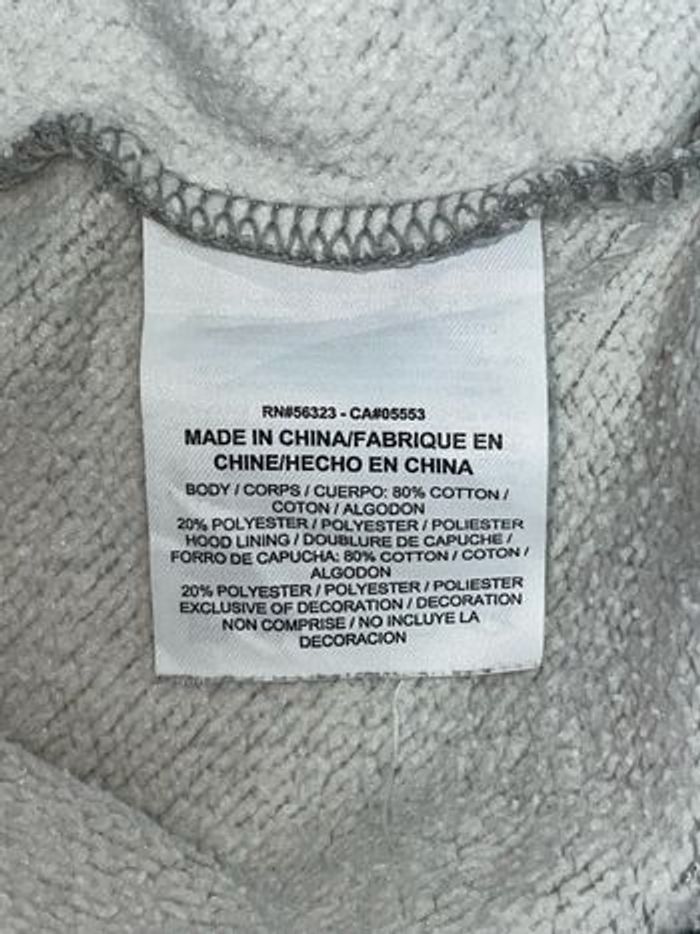 RN#56323 - CA#05553
MADE IN CHINA/FABRIQUE EN
CHINE/HECHO EN CHINA
BODY / CORPS / CUERPO: 80% COTTON /
COTON / ALGODON
20% POLYESTER / POLYESTER / POLIESTER
HOOD LINING / DOUBLURE DE CAPUCHE /
FORRO DE CAPUCHA: 80% COTTON / COTON /
ALGODON
20% POLYESTER / POLYESTER / POLIESTER
EXCLUSIVE OF DECORATION / DECORATION
NON COMPRISE / NO INCLUYE LA
DECORACION